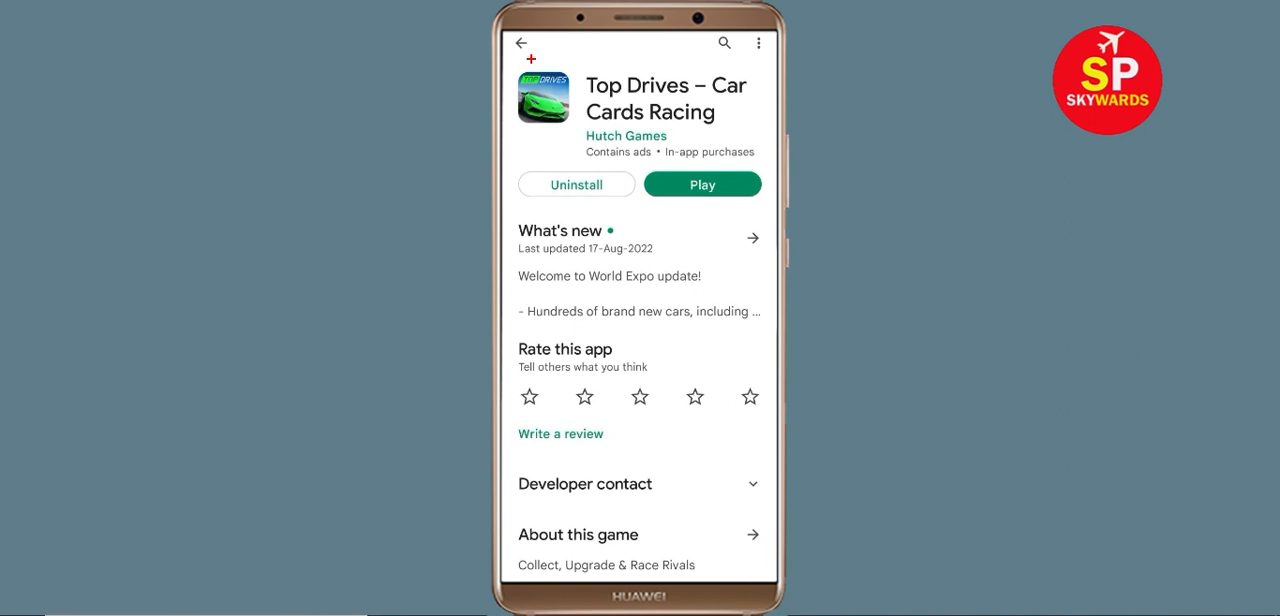 TOP DRIVES
Top Drives – Car
Cards Racing
Hutch Games
Contains ads • In-app purchases
Uninstall
Play
What's new •
Last updated 17-Aug-2022
Welcome to World Expo update!
- Hundreds of brand new cars, including ...
Rate this app
Tell others what you think
Write a review
Developer contact
About this game
Collect, Upgrade & Race Rivals
HUAWEI
SP
SKYWARDS